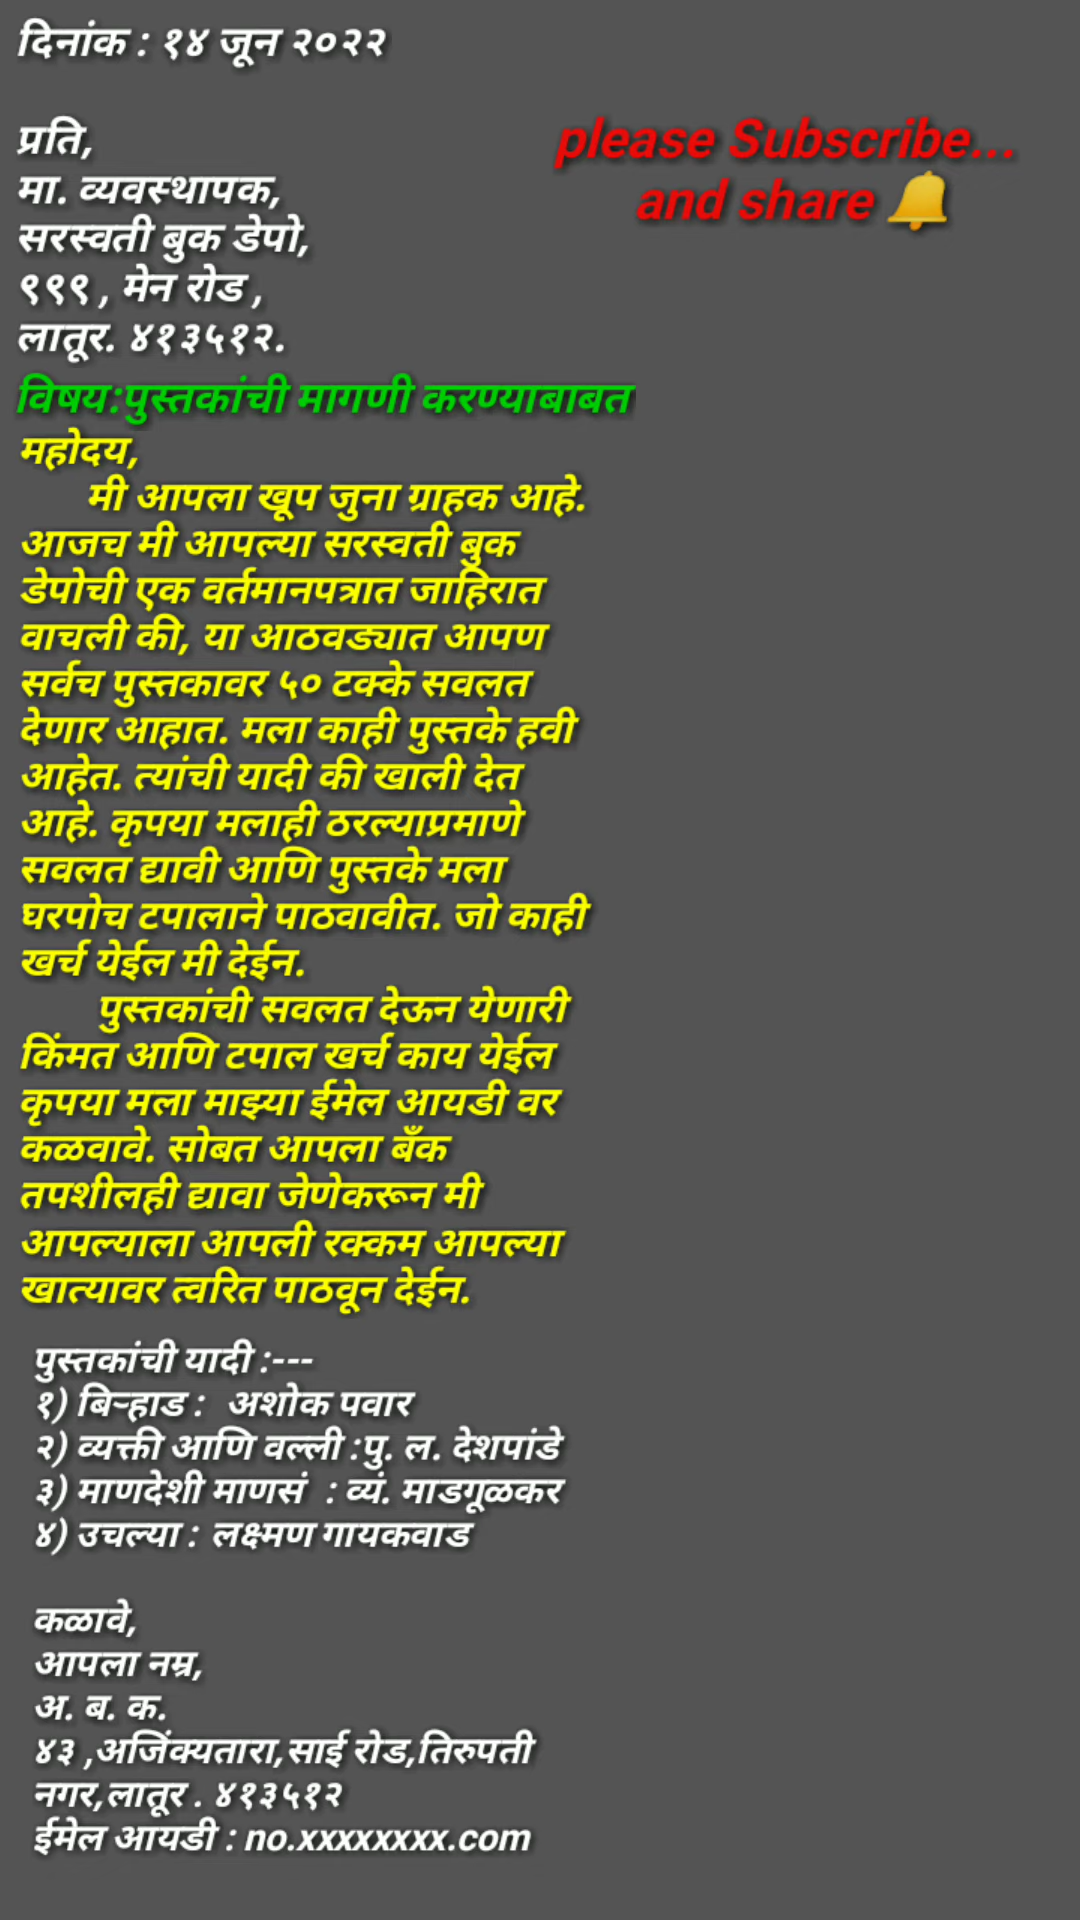 दिनांक : १४ जून २०२२
प्रति,
मा. व्यवस्थापक,
सरस्वती बुक डेपो,
९९९ , मेन रोड ,
लातूर. ४१३५१२.
please Subscribe...
and share 🔔
विषय:पुस्तकांची मागणी करण्याबाबत
महोदय,
मी आपला खूप जुना ग्राहक आहे.
आजच मी आपल्या सरस्वती बुक
डेपोची एक वर्तमानपत्रात जाहिरात
वाचली की, या आठवड्यात आपण
सर्वच पुस्तकावर ५० टक्के सवलत
देणार आहात. मला काही पुस्तके हवी
आहेत. त्यांची यादी की खाली देत
आहे. कृपया मलाही ठरल्याप्रमाणे
सवलत द्यावी आणि पुस्तके मला
घरपोच टपालाने पाठवावीत. जो काही
खर्च येईल मी देईन.
पुस्तकांची सवलत देऊन येणारी
किंमत आणि टपाल खर्च काय येईल
कृपया मला माझ्या ईमेल आयडी वर
कळवावे. सोबत आपला बँक
तपशीलही द्यावा जेणेकरून मी
आपल्याला आपली रक्कम आपल्या
खात्यावर त्वरित पाठवून देईन.
पुस्तकांची यादी :---
१) बिऱ्हाड : अशोक पवार
२) व्यक्ती आणि वल्ली :पु. ल. देशपांडे
३) माणदेशी माणसं : व्यं. माडगूळकर
४) उचल्या : लक्ष्मण गायकवाड
कळावे,
आपला नम्र,
अ. ब. क.
४३ ,अजिंक्यतारा,साई रोड,तिरुपती
नगर,लातूर . ४१३५१२
ईमेल आयडी : no.xxxxxxxx.com